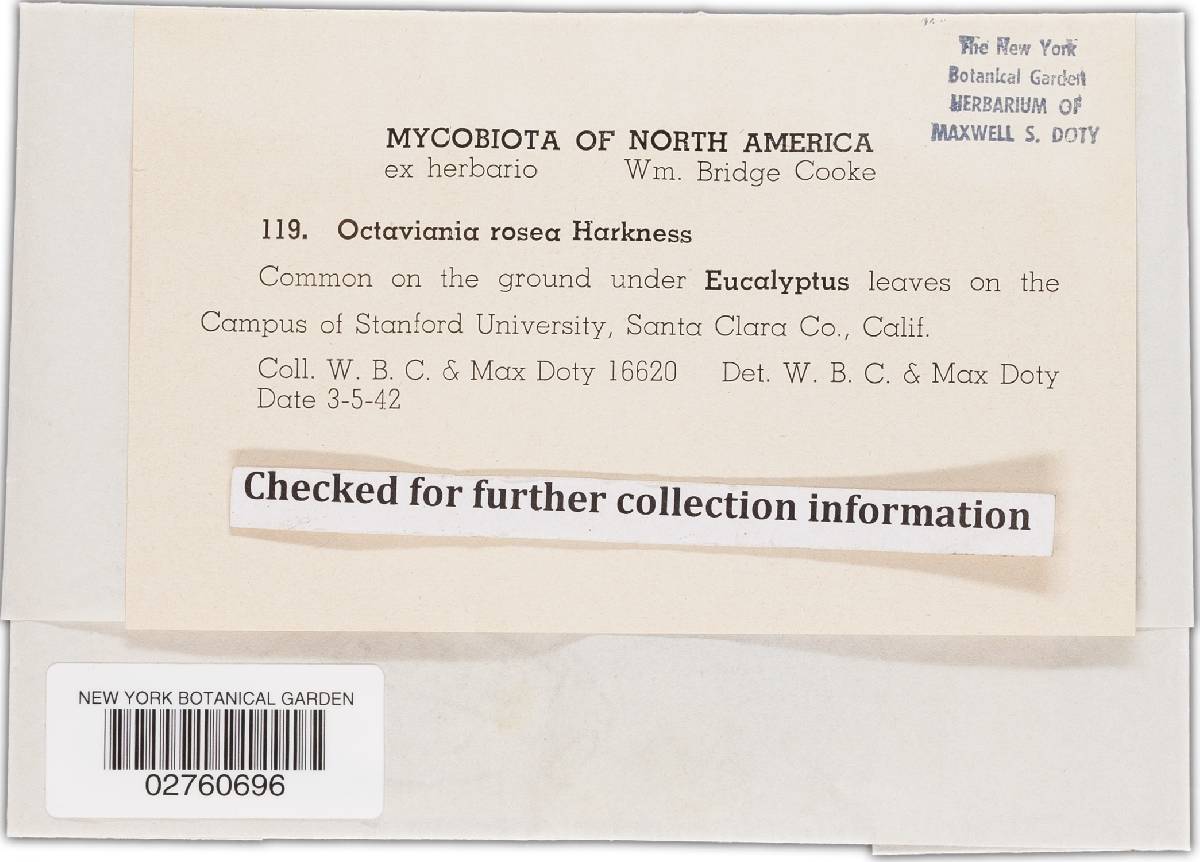 The New York
Botanical Garden
HERBARIUM OF
MAXWELL S. DOTY
MYCOBIOTA OF NORTH AMERICA
ex herbario Wm. Bridge Cooke
119. Octaviania rosea Harkness
Common on the ground under Eucalyptus leaves on the
Campus of Stanford University, Santa Clara Co., Calif.
Coll. W. B. C. & Max Doty 16620 Det. W. B. C. & Max Doty
Date 3-5-42
Checked for further collection information
NEW YORK BOTANICAL GARDEN
02760696